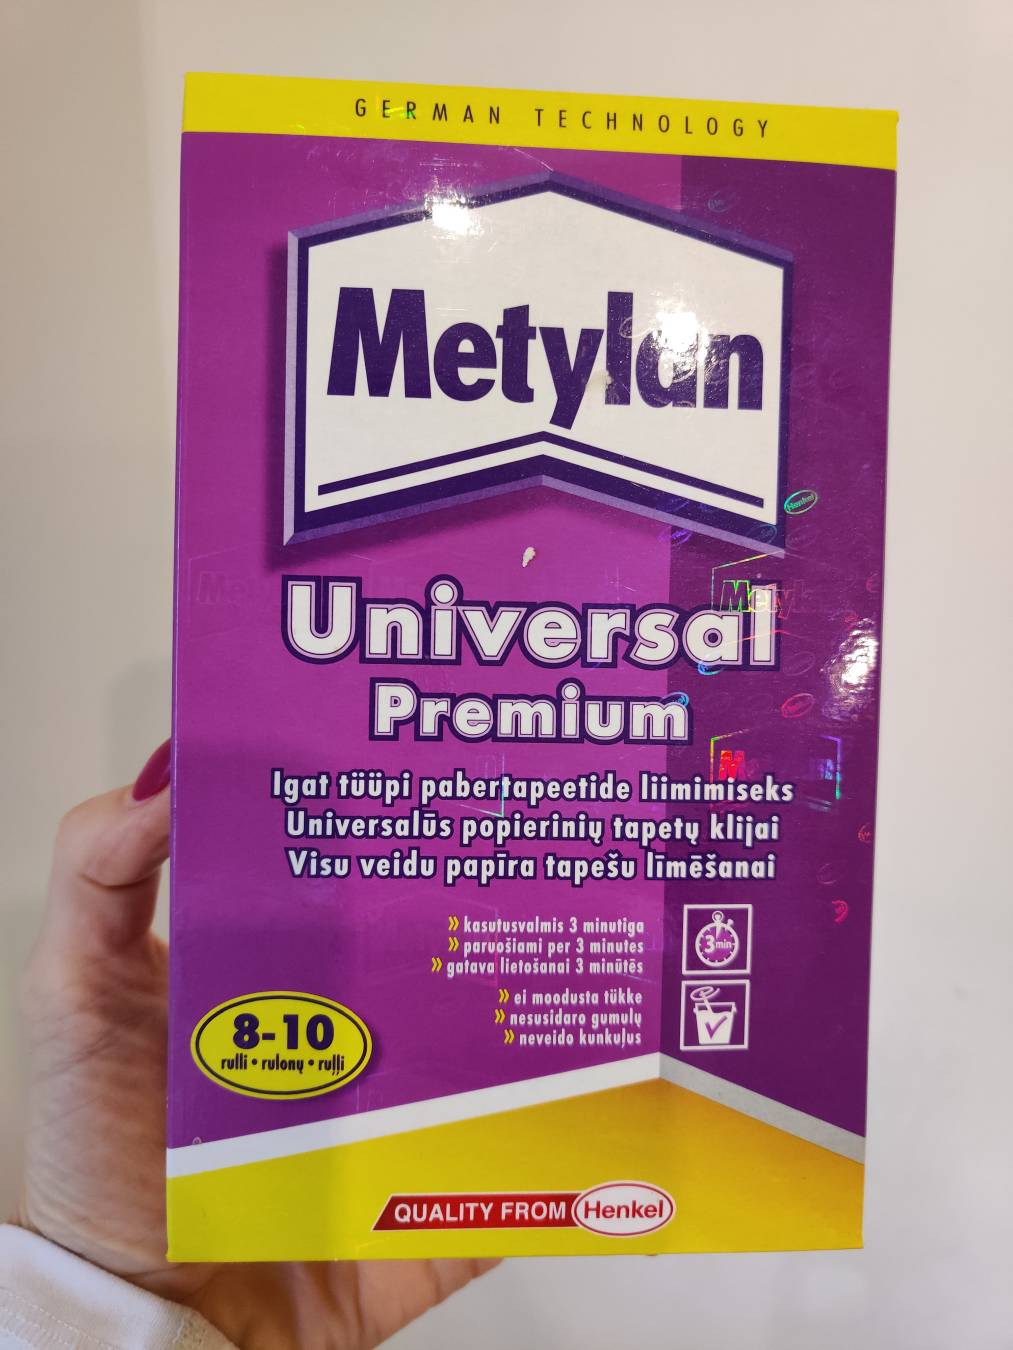 GERMAN TECHNOLOGY
Metylan
Universal
Premium
Igat tüüpi pabertapeetide liimimiseks
Universalūs popierinių tapetų klijai
Visu veidu papīra tapešu līmēšanai
» kasutusvalmis 3 minutiga
» paruošiami per 3 minutes
» gatava lietošanai 3 minūtēs
3 min
» ei moodusta tükke
» nesusidaro gumulų
» neveido kunkuļus
8-10
rulli • rulonų • ruļļi
QUALITY FROM Henkel